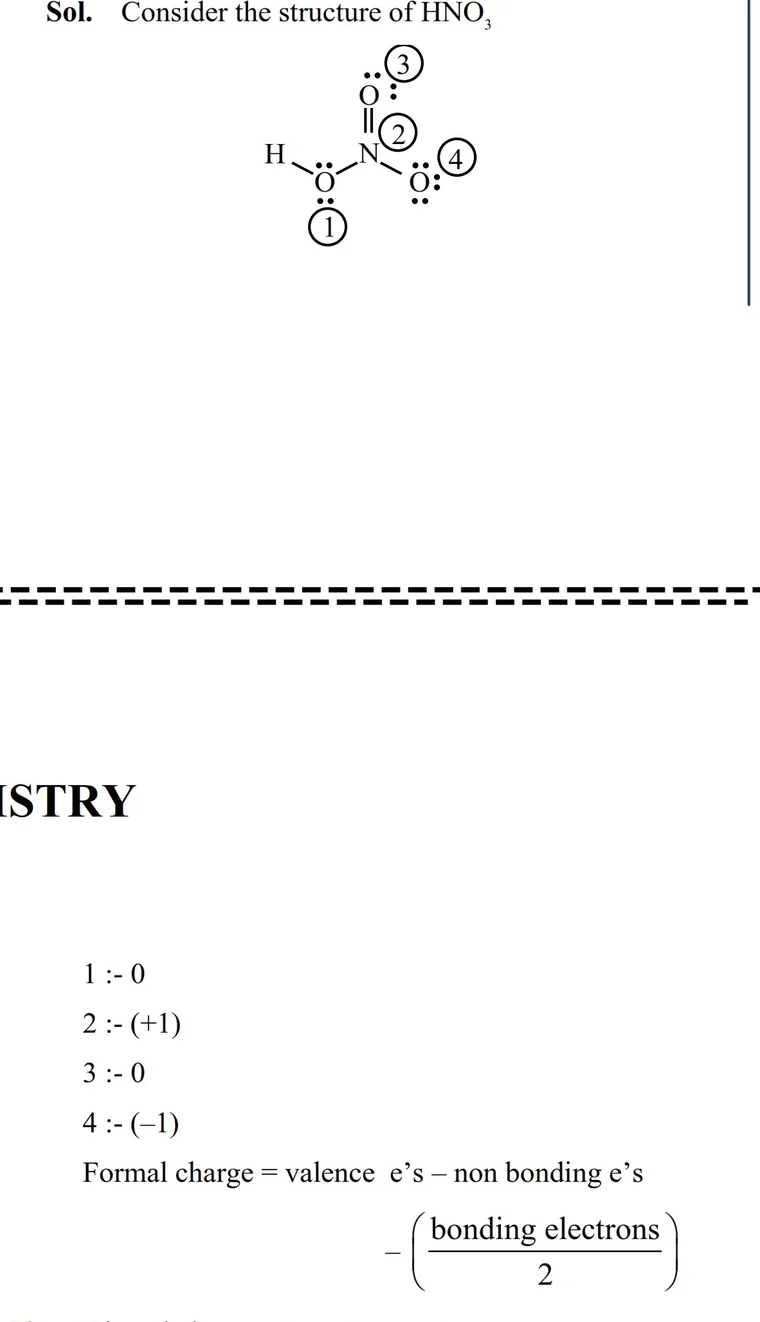 Sol. Consider the structure of HNO₃
3
O
2
H N 4
O O
1
ISTRY
1 :- 0
2 :- (+1)
3 :- 0
4 :- (–1)
Formal charge = valence e’s – non bonding e’s
– (bonding electrons
2)